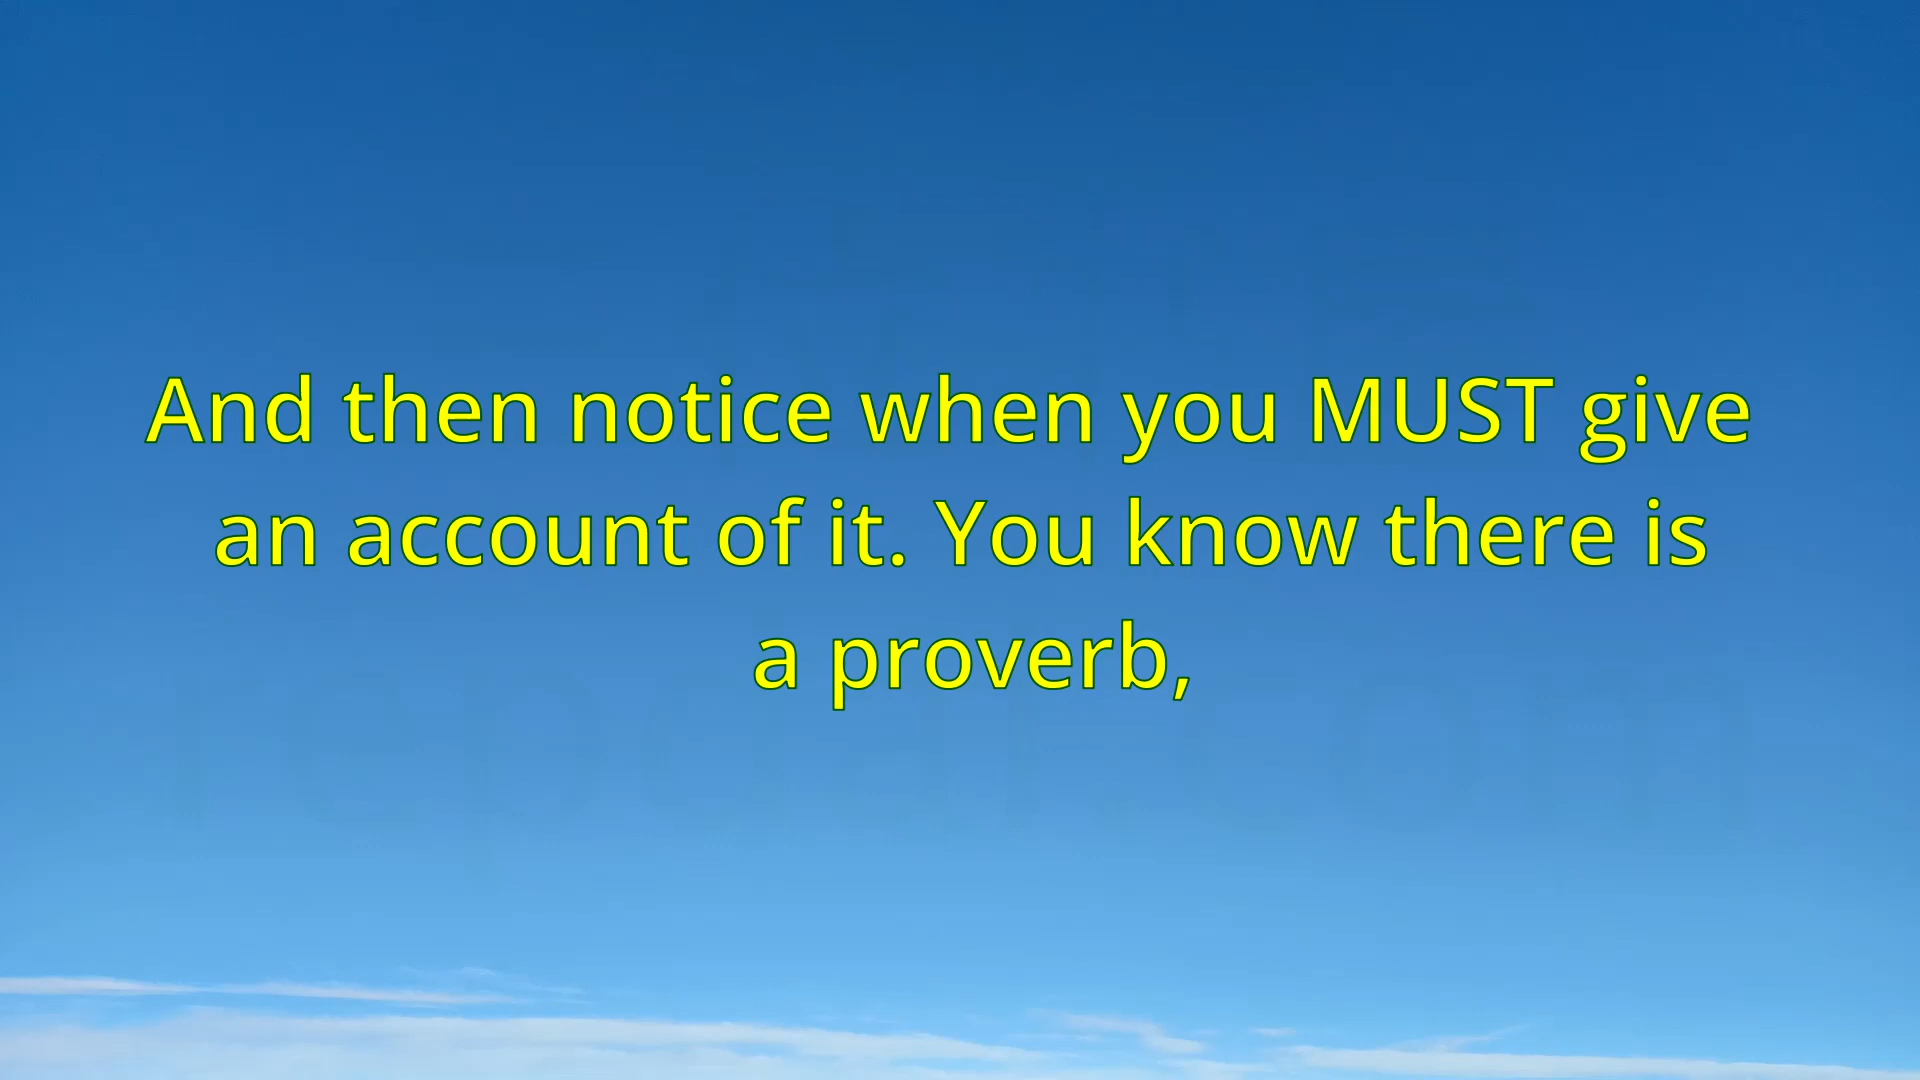 And then notice when you MUST give
an account of it. You know there is
a proverb,